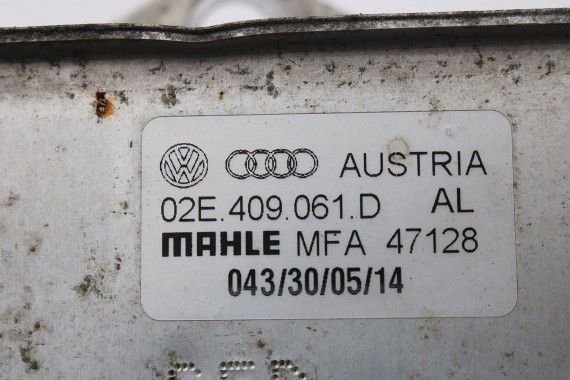 AUSTRIA
02E.409.061.D AL
MAHLE MFA 47128
043/30/05/14